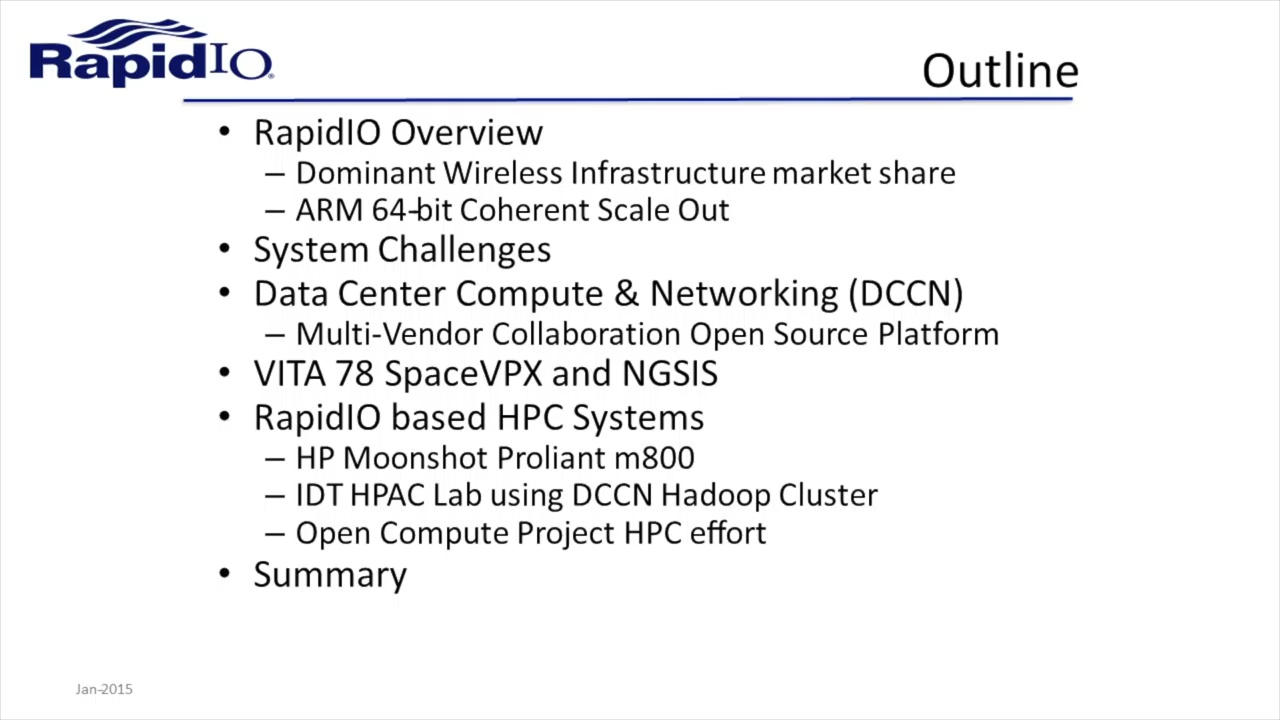 RapidIO®
Outline
• RapidIO Overview
– Dominant Wireless Infrastructure market share
– ARM 64-bit Coherent Scale Out
• System Challenges
• Data Center Compute & Networking (DCCN)
– Multi-Vendor Collaboration Open Source Platform
• VITA 78 SpaceVPX and NGSIS
• RapidIO based HPC Systems
– HP Moonshot Proliant m800
– IDT HPAC Lab using DCCN Hadoop Cluster
– Open Compute Project HPC effort
• Summary
Jan-2015